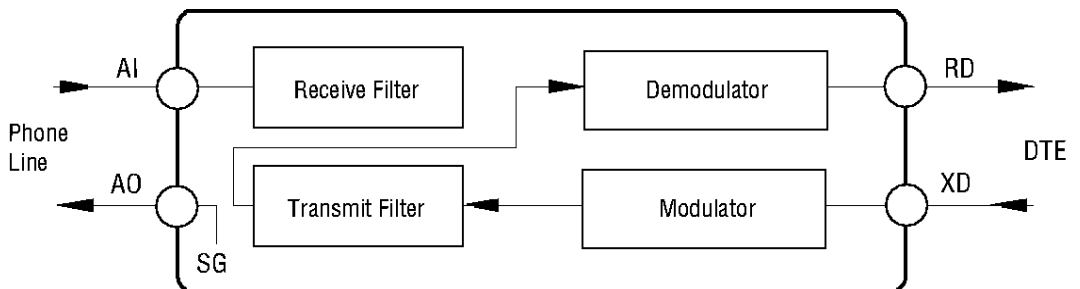 AI
Receive Filter
Demodulator
RD
Phone
Line
DTE
AO
Transmit Filter
Modulator
XD
SG